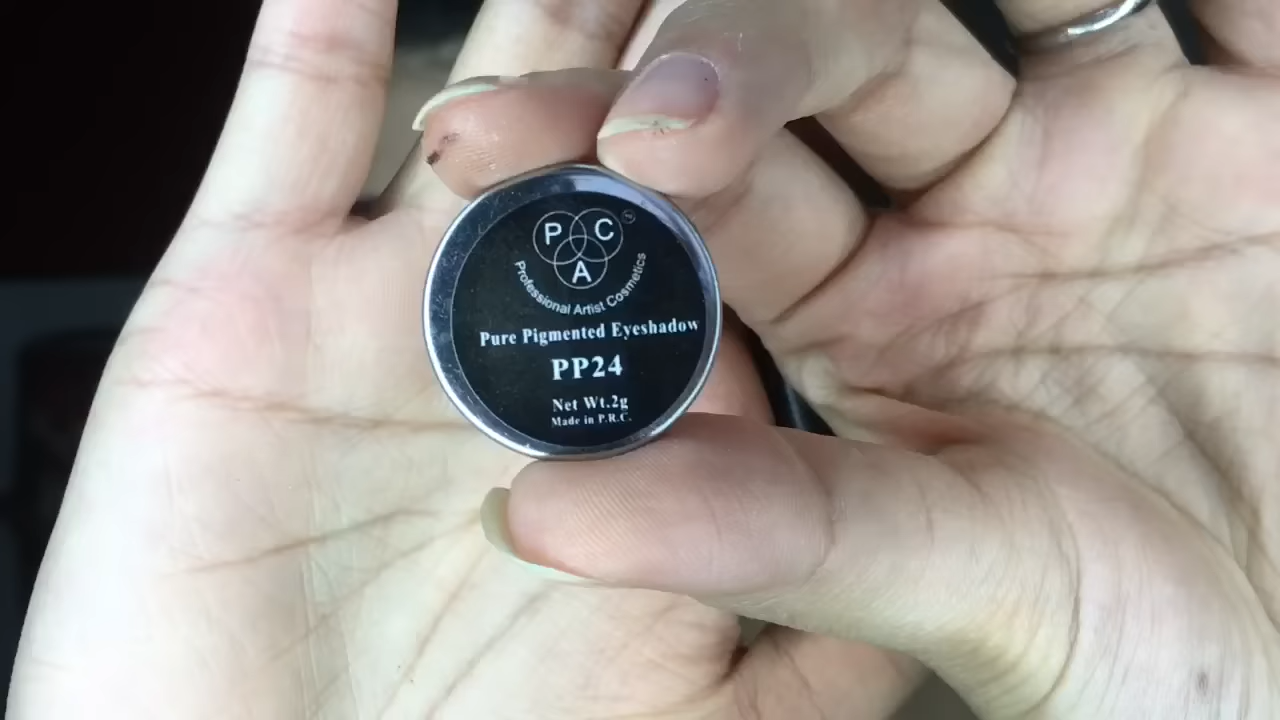 P C
A
Professional Artist Cosmetics
Pure Pigmented Eyeshadow
PP24
Net Wt.2g
Made in P.R.C.